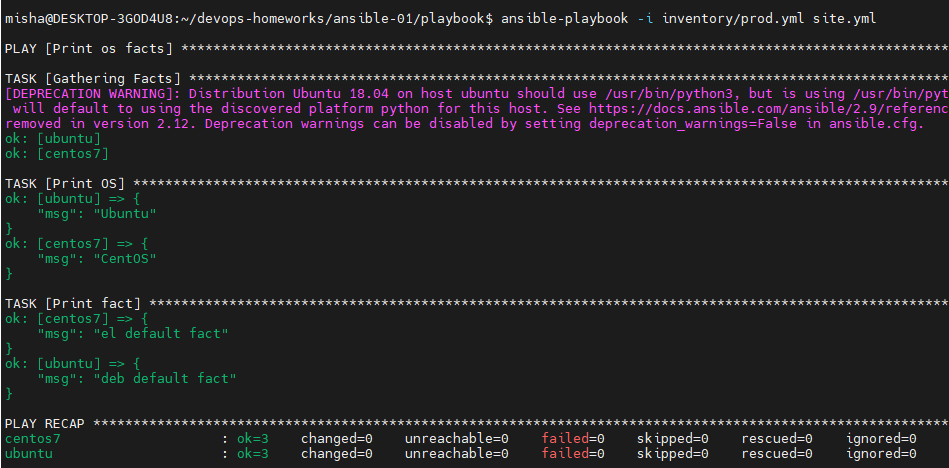 misha@DESKTOP-3GOD4U8:~/devops-homeworks/ansible-01/playbook$ ansible-playbook -i inventory/prod.yml site.yml
PLAY [Print os facts] ************************************************************************************************
TASK [Gathering Facts] ***********************************************************************************************
[DEPRECATION WARNING]: Distribution Ubuntu 18.04 on host ubuntu should use /usr/bin/python3, but is using /usr/bin/pyt
will default to using the discovered platform python for this host. See https://docs.ansible.com/ansible/2.9/referenc
removed in version 2.12. Deprecation warnings can be disabled by setting deprecation_warnings=False in ansible.cfg.
ok: [ubuntu]
ok: [centos7]
TASK [Print OS] ******************************************************************************************************
ok: [ubuntu] => {
    "msg": "Ubuntu"
}
ok: [centos7] => {
    "msg": "CentOS"
}
TASK [Print fact] ****************************************************************************************************
ok: [centos7] => {
    "msg": "el default fact"
}
ok: [ubuntu] => {
    "msg": "deb default fact"
}
PLAY RECAP ***********************************************************************************************************
centos7                    : ok=3    changed=0    unreachable=0    failed=0    skipped=0    rescued=0    ignored=0
ubuntu                     : ok=3    changed=0    unreachable=0    failed=0    skipped=0    rescued=0    ignored=0